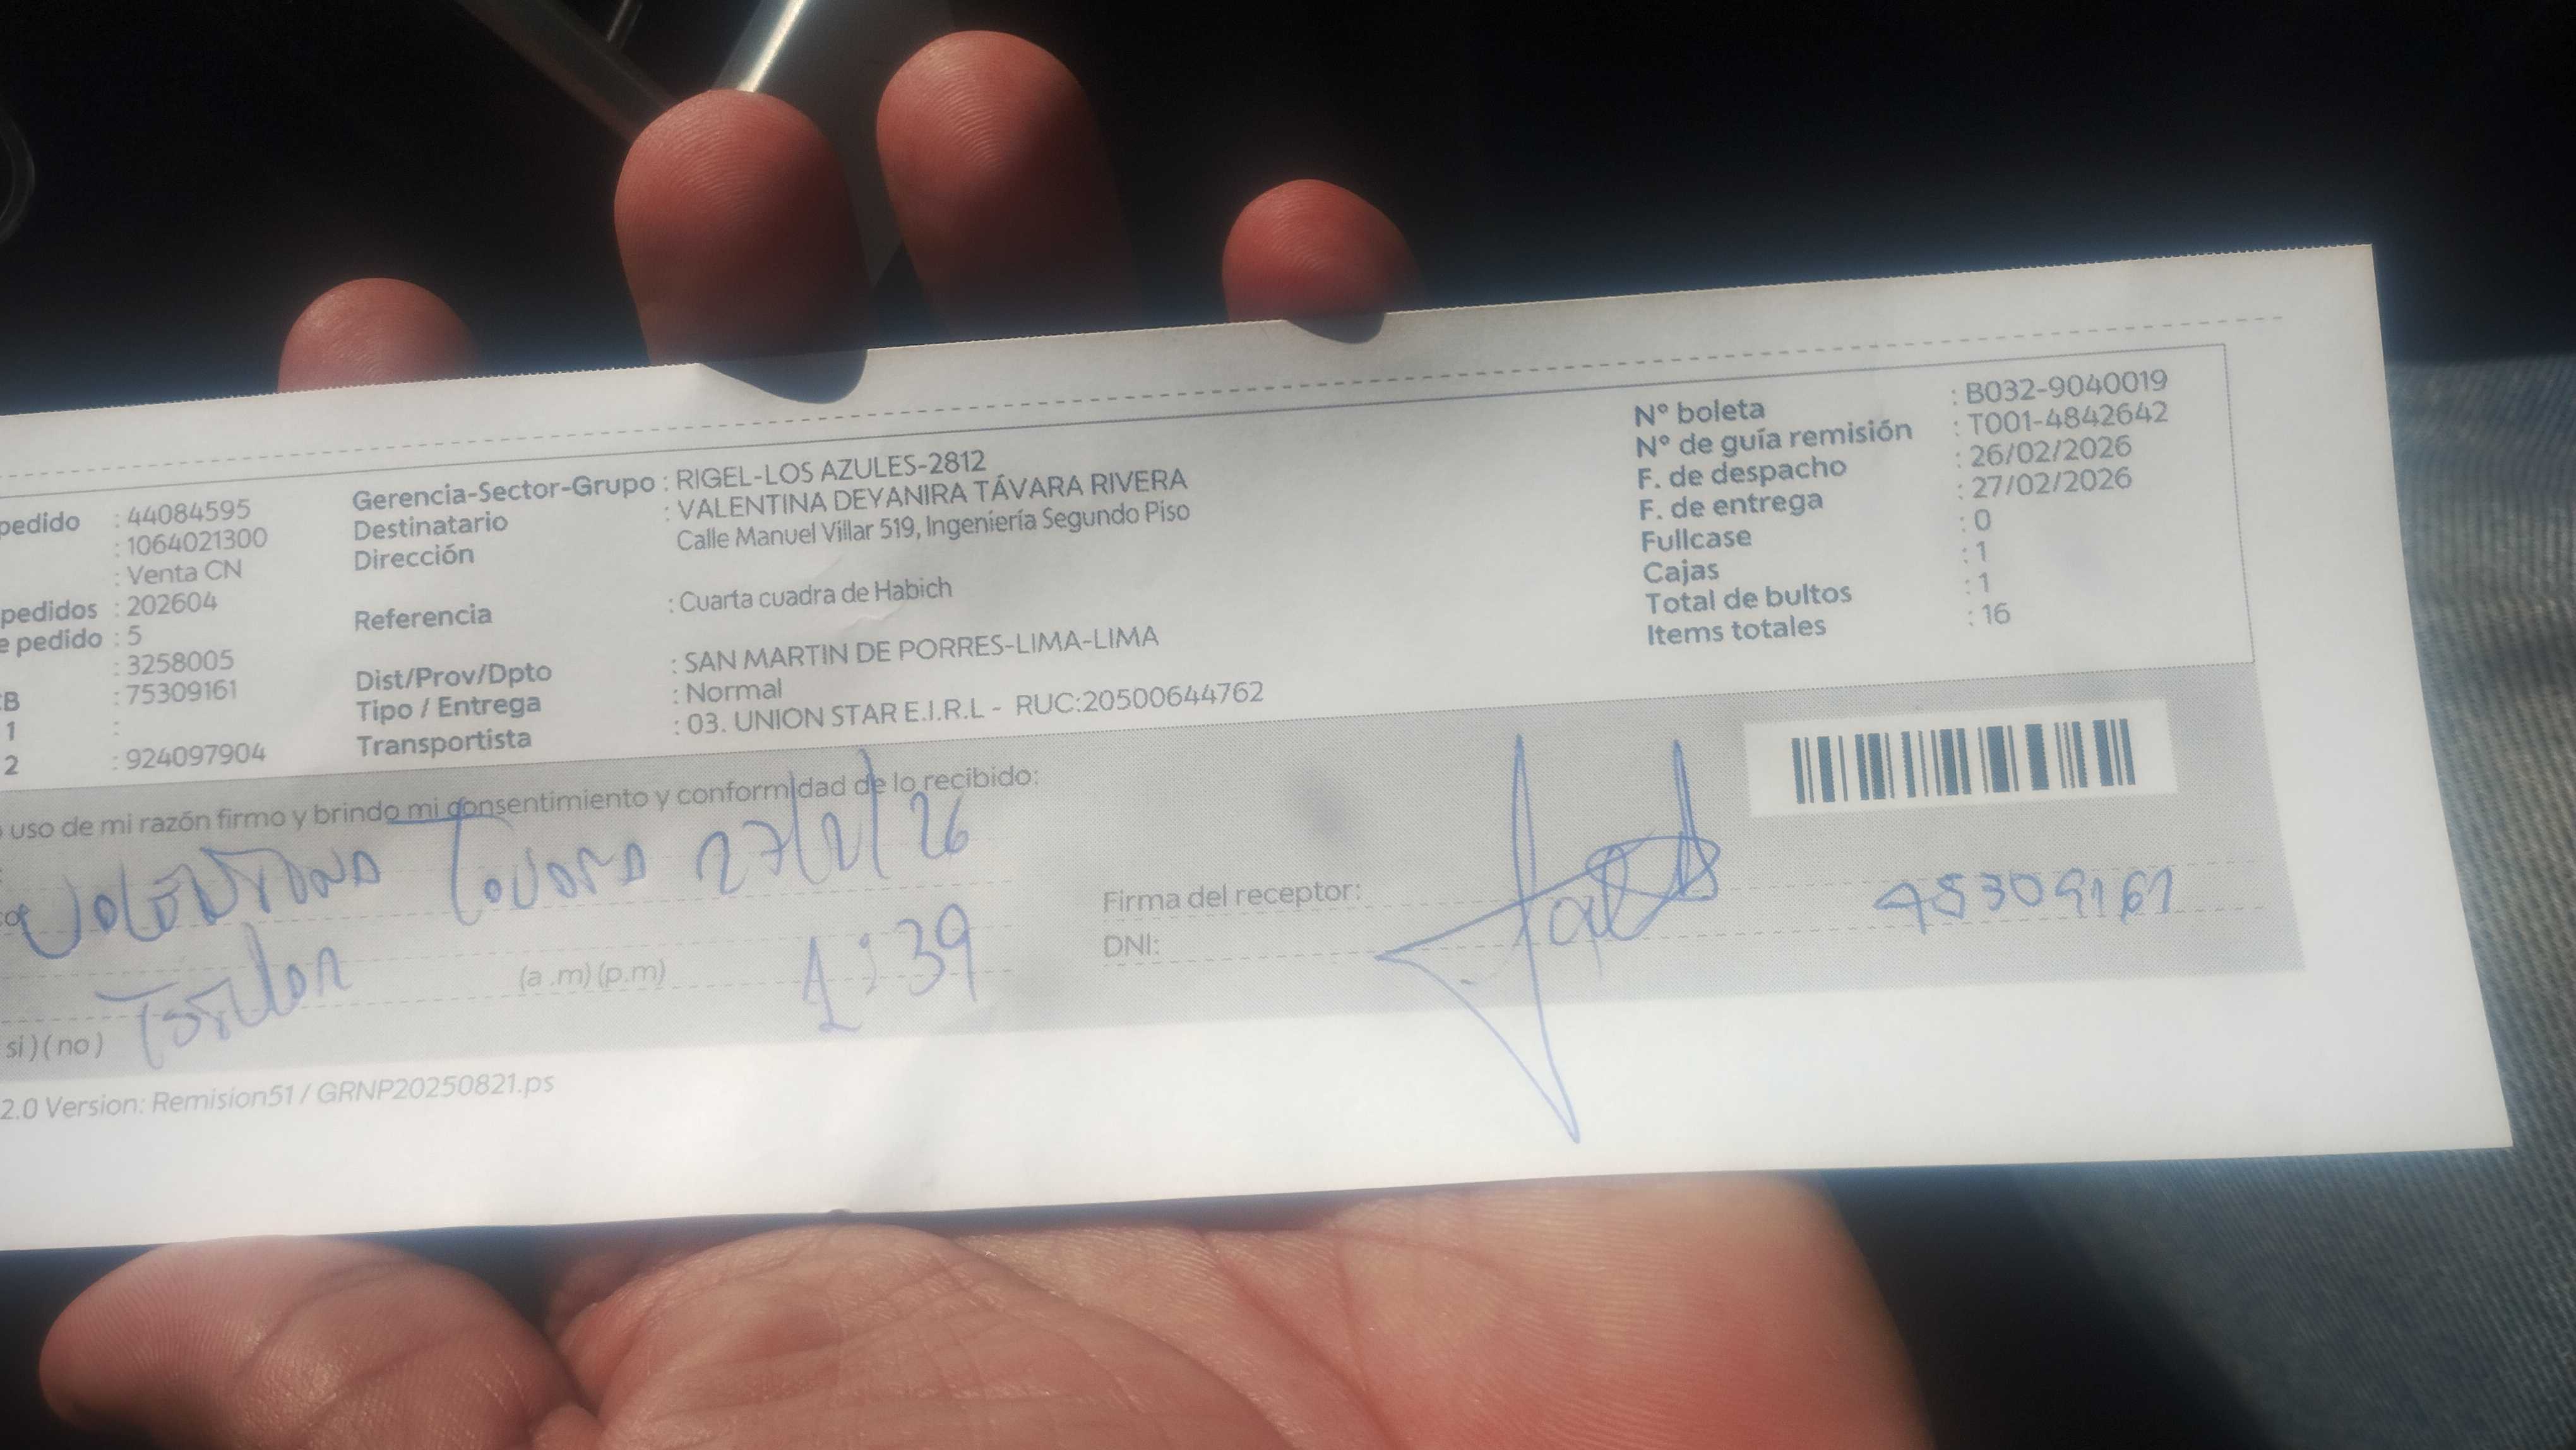 pedido : 44084595
: 1064021300
: Venta CN
pedidos : 202604
e pedido : 5
: 3258005
CB : 75309161
1 :
2 : 924097904
Gerencia-Sector-Grupo : RIGEL-LOS AZULES-2812
Destinatario : VALENTINA DEYANIRA TÁVARA RIVERA
Dirección : Calle Manuel Villar 519, Ingeniería Segundo Piso
Referencia : Cuarta cuadra de Habich
Dist/Prov/Dpto : SAN MARTIN DE PORRES-LIMA-LIMA
Tipo / Entrega : Normal
Transportista : 03. UNION STAR E.I.R.L - RUC:20500644762
N° boleta : B032-9040019
N° de guía remisión : T001-4842642
F. de despacho : 26/02/2026
F. de entrega : 27/02/2026
Fullcase : 0
Cajas : 1
Total de bultos : 1
Items totales : 16
uso de mi razón firmo y brindo mi consentimiento y conformidad de lo recibido:
Tavara 27/2/26
(a .m) (p.m) 1:39
Firma del receptor:
DNI:
75309161
si ) ( no )
2.0 Version: Remision51 / GRNP20250821.ps